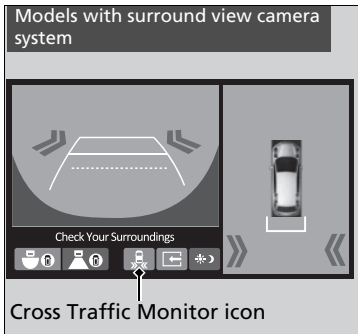 Models with surround view camera
system
Check Your Surroundings
Cross Traffic Monitor icon